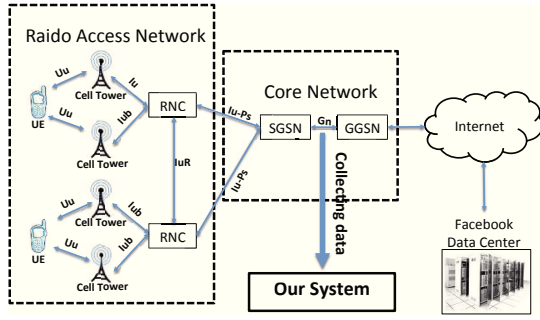 Raido Access Network
Uu
Iu
Cell Tower
UE
Uu
Iub
Cell Tower
RNC
Iu-Ps
IuR
Uu
Iub
Cell Tower
UE
Uu
Iub
Cell Tower
RNC
Iu-Ps
Core Network
SGSN
Gn
GGSN
Collecting data
Our System
Internet
Facebook
Data Center